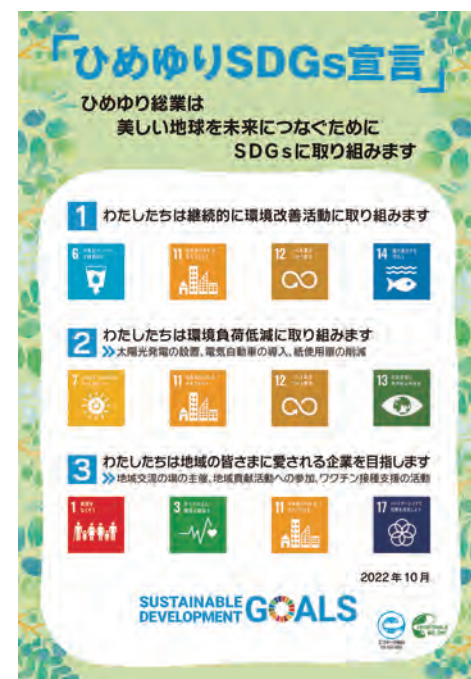 「ひめゆりSDGs宣言」
ひめゆり総業は
美しい地球を未来につなぐために
SDGsに取り組みます
1 わたしたちは継続的に環境改善活動に取り組みます
6 11 12 14
2 わたしたちは環境負荷低減に取り組みます
≫太陽光発電の設置、電気自動車の導入、紙使用量の削減
7 11 12 13
3 わたしたちは地域の皆さまに愛される企業を目指します
≫地域交流の場の主催、地域貢献活動への参加、ワクチン接種支援の活動
1 3 11 17
2022年10月
SUSTAINABLE
DEVELOPMENT GOALS